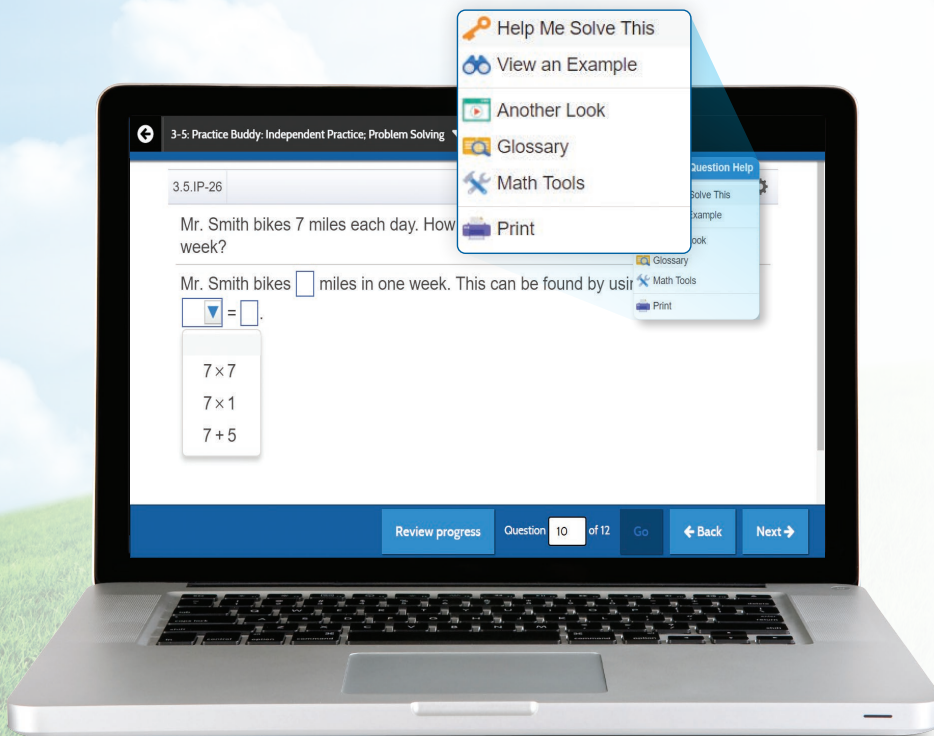 Help Me Solve This
View an Example
Another Look
Glossary
Math Tools
Print
3-5: Practice Buddy: Independent Practice; Problem Solving
Question Help
Solve This
Example
ook
Glossary
Math Tools
Print
3.5.IP-26
Mr. Smith bikes 7 miles each day. How
week?
Mr. Smith bikes miles in one week. This can be found by usin
= .
7 × 7
7 × 1
7 + 5
Review progress
Question 10 of 12
Go
Back
Next